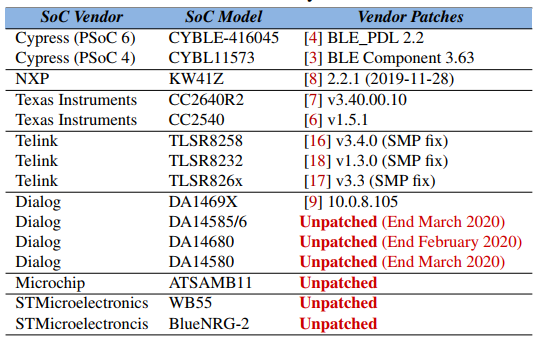 SoC Vendor SoC Model Vendor Patches
Cypress (PSoC 6) CYBLE-416045 [4] BLE_PDL 2.2
Cypress (PSoC 4) CYBL11573 [3] BLE Component 3.63
NXP KW41Z [8] 2.2.1 (2019-11-28)
Texas Instruments CC2640R2 [7] v3.40.00.10
Texas Instruments CC2540 [6] v1.5.1
Telink TLSR8258 [16] v3.4.0 (SMP fix)
Telink TLSR8232 [18] v1.3.0 (SMP fix)
Telink TLSR826x [17] v3.3 (SMP fix)
Dialog DA1469X [9] 10.0.8.105
Dialog DA14585/6 Unpatched (End March 2020)
Dialog DA14680 Unpatched (End February 2020)
Dialog DA14580 Unpatched (End March 2020)
Microchip ATSAMB11 Unpatched
STMicroelectronics WB55 Unpatched
STMicroelectroncis BlueNRG-2 Unpatched